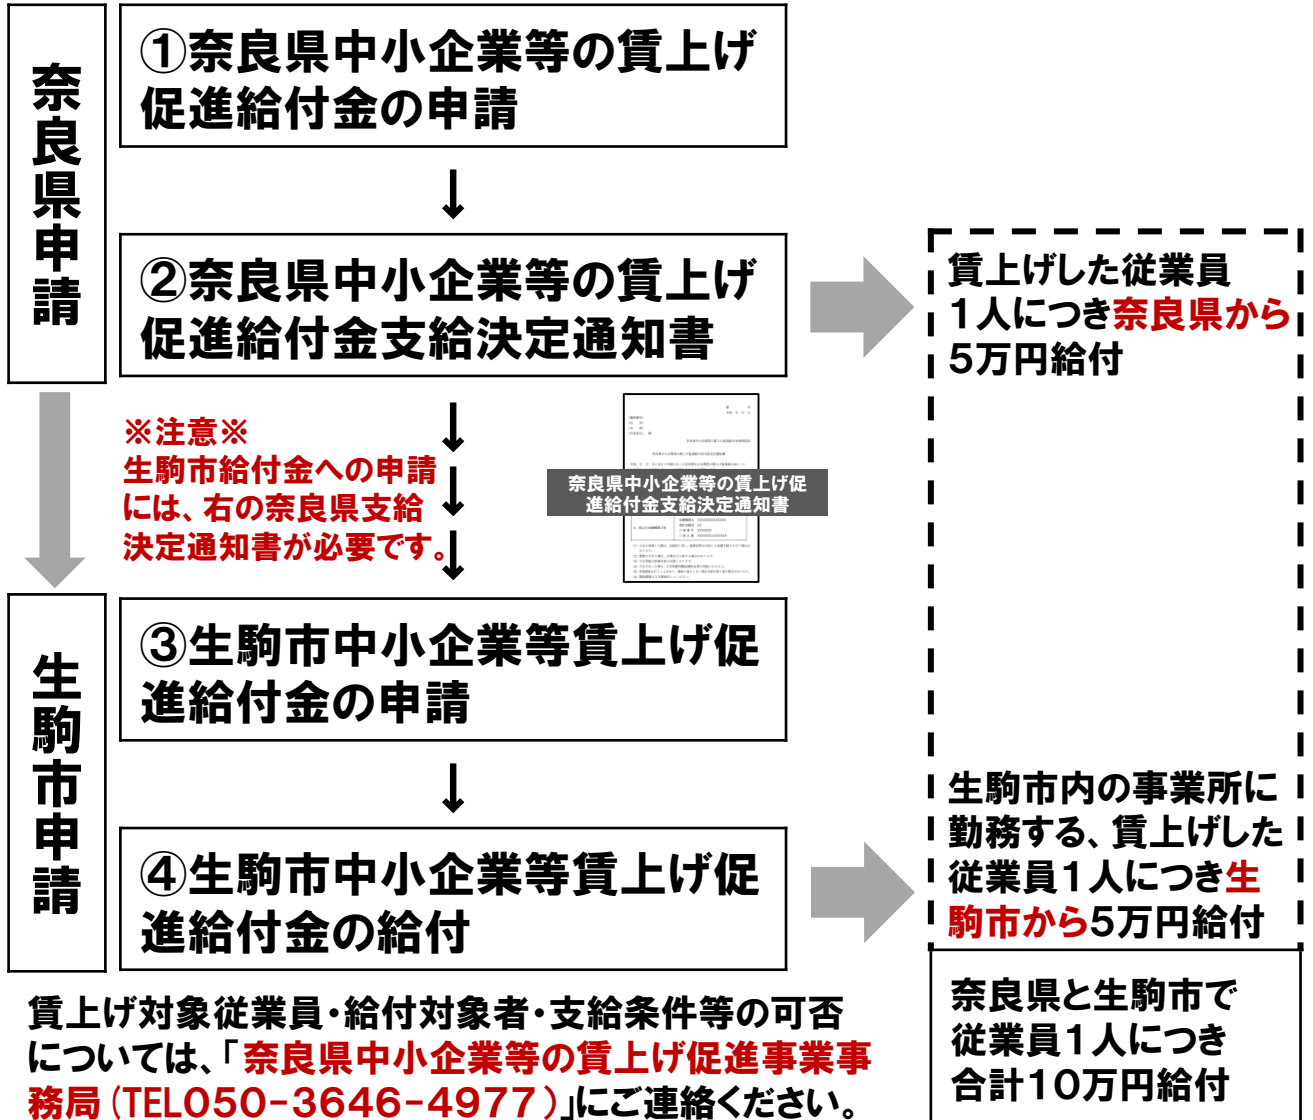 奈良県申請
①奈良県中小企業等の賃上げ
促進給付金の申請
↓
②奈良県中小企業等の賃上げ
促進給付金支給決定通知書
賃上げした従業員
1人につき奈良県から
5万円給付
※注意※
生駒市給付金への申請
には、右の奈良県支給
決定通知書が必要です。
↓
↓
↓
奈良県中小企業等の賃上げ促
進給付金支給決定通知書
生駒市申請
③生駒市中小企業等賃上げ促
進給付金の申請
↓
④生駒市中小企業等賃上げ促
進給付金の給付
生駒市内の事業所に
勤務する、賃上げした
従業員1人につき生
駒市から5万円給付
奈良県と生駒市で
従業員1人につき
合計10万円給付
賃上げ対象従業員・給付対象者・支給条件等の可否
については、「奈良県中小企業等の賃上げ促進事業事
務局(TEL050-3646-4977)」にご連絡ください。